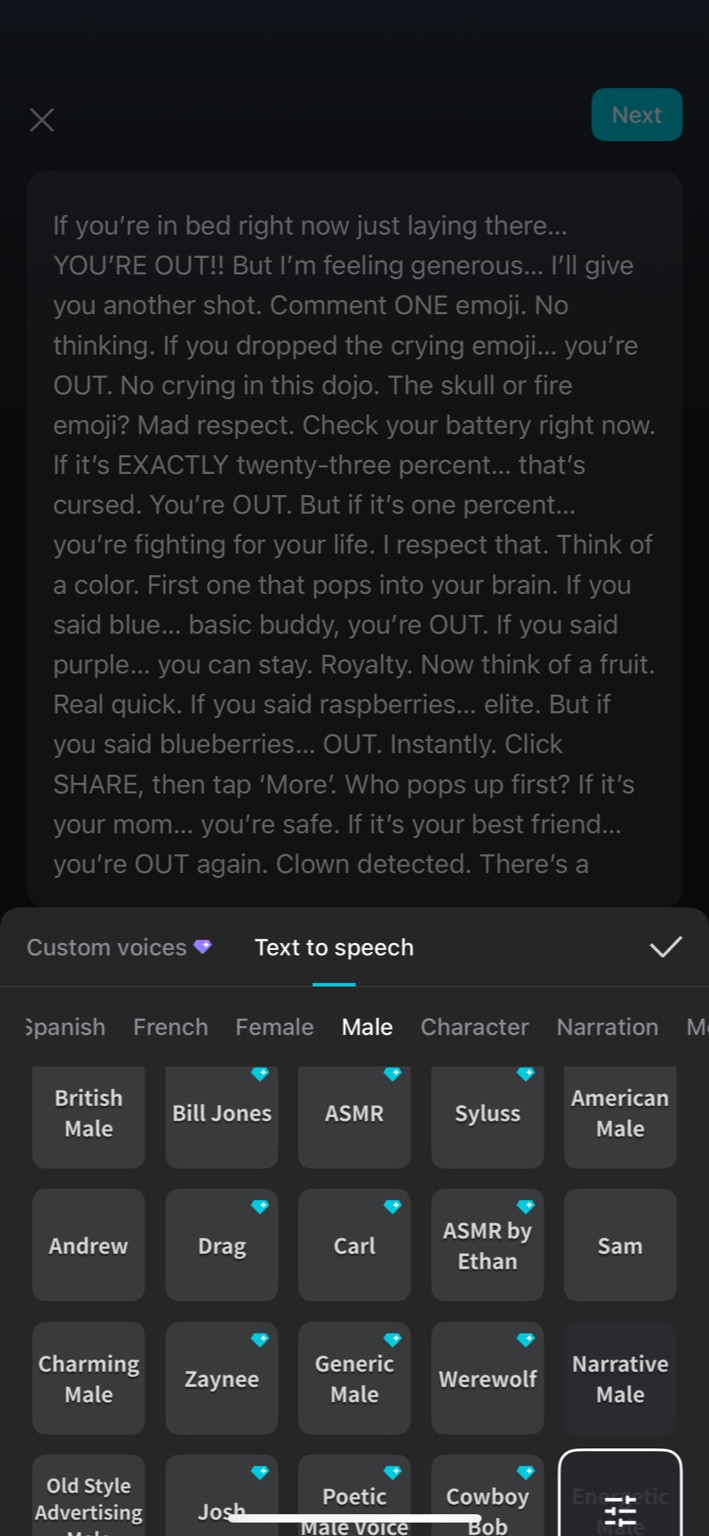 Next
If you’re in bed right now just laying there...
YOU’RE OUT!! But I’m feeling generous... I’ll give
you another shot. Comment ONE emoji. No
thinking. If you dropped the crying emoji... you’re
OUT. No crying in this dojo. The skull or fire
emoji? Mad respect. Check your battery right now.
If it’s EXACTLY twenty-three percent... that’s
cursed. You’re OUT. But if it’s one percent...
you’re fighting for your life. I respect that. Think of
a color. First one that pops into your brain. If you
said blue... basic buddy, you’re OUT. If you said
purple... you can stay. Royalty. Now think of a fruit.
Real quick. If you said raspberries... elite. But if
you said blueberries... OUT. Instantly. Click
SHARE, then tap ‘More’. Who pops up first? If it’s
your mom... you’re safe. If it’s your best friend...
you’re OUT again. Clown detected. There’s a
Custom voices Text to speech
Spanish French Female Male Character Narration
British Male
Bill Jones
ASMR
Syluss
American Male
Andrew
Drag
Carl
ASMR by Ethan
Sam
Charming Male
Zaynee
Generic Male
Werewolf
Narrative Male
Old Style Advertising Male
Josh
Poetic Male Voice
Cowboy Bob
Energetic Male